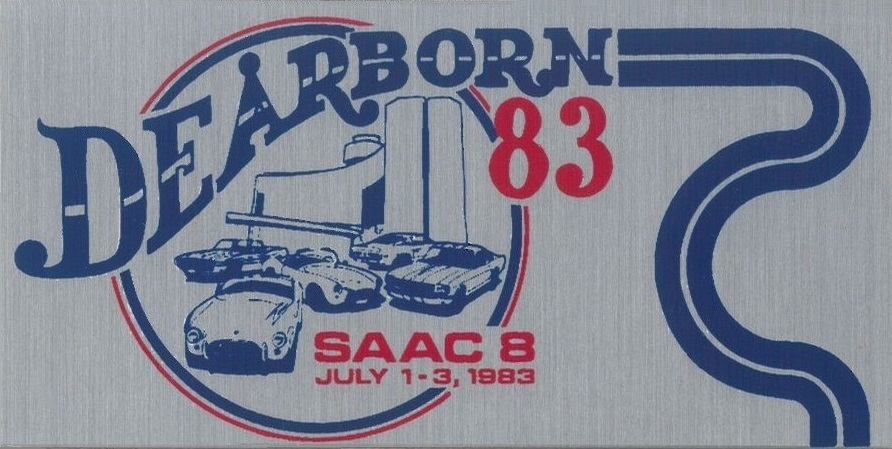 DEARBORN
83
SAAC 8
JULY 1-3, 1983